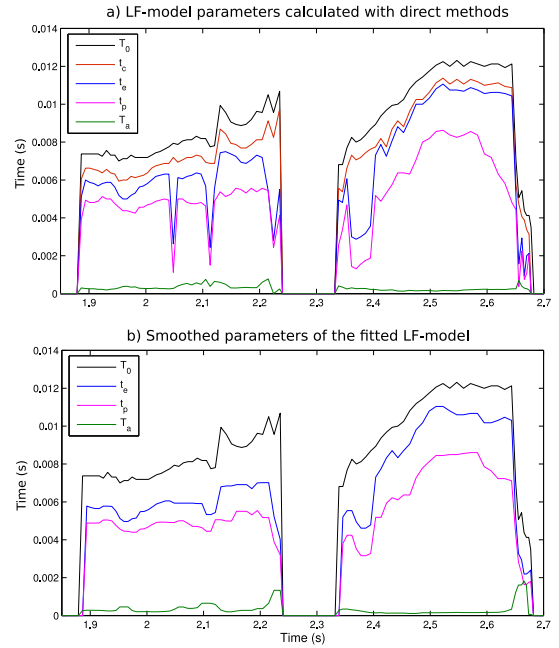 a) LF-model parameters calculated with direct methods
0.014
0.012
0.01
0.008
0.006
0.004
0.002
0
Time (s)
T0
tc
te
tp
Ta
1.9 2 2.1 2.2 2.3 2.4 2.5 2.6 2.7
b) Smoothed parameters of the fitted LF-model
0.014
0.012
0.01
0.008
0.006
0.004
0.002
0
Time (s)
T0
te
tp
Ta
1.9 2 2.1 2.2 2.3 2.4 2.5 2.6 2.7
Time (s)